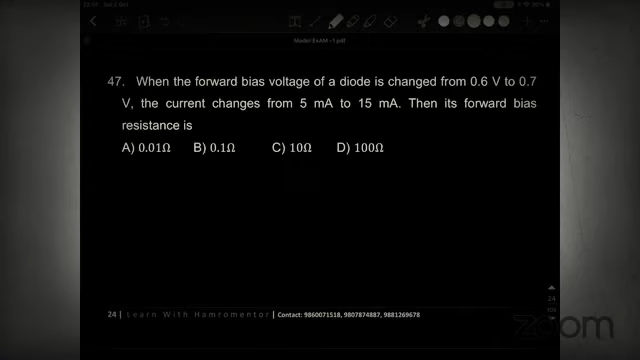 Model ExAM -1.pdf
47. When the forward bias voltage of a diode is changed from 0.6 V to 0.7
V, the current changes from 5 mA to 15 mA. Then its forward bias
resistance is
A) 0.01Ω B) 0.1Ω C) 10Ω D) 100Ω
24
24 | Learn With Hamromentor | Contact: 9860071518, 9807874887, 9881269678
zoom